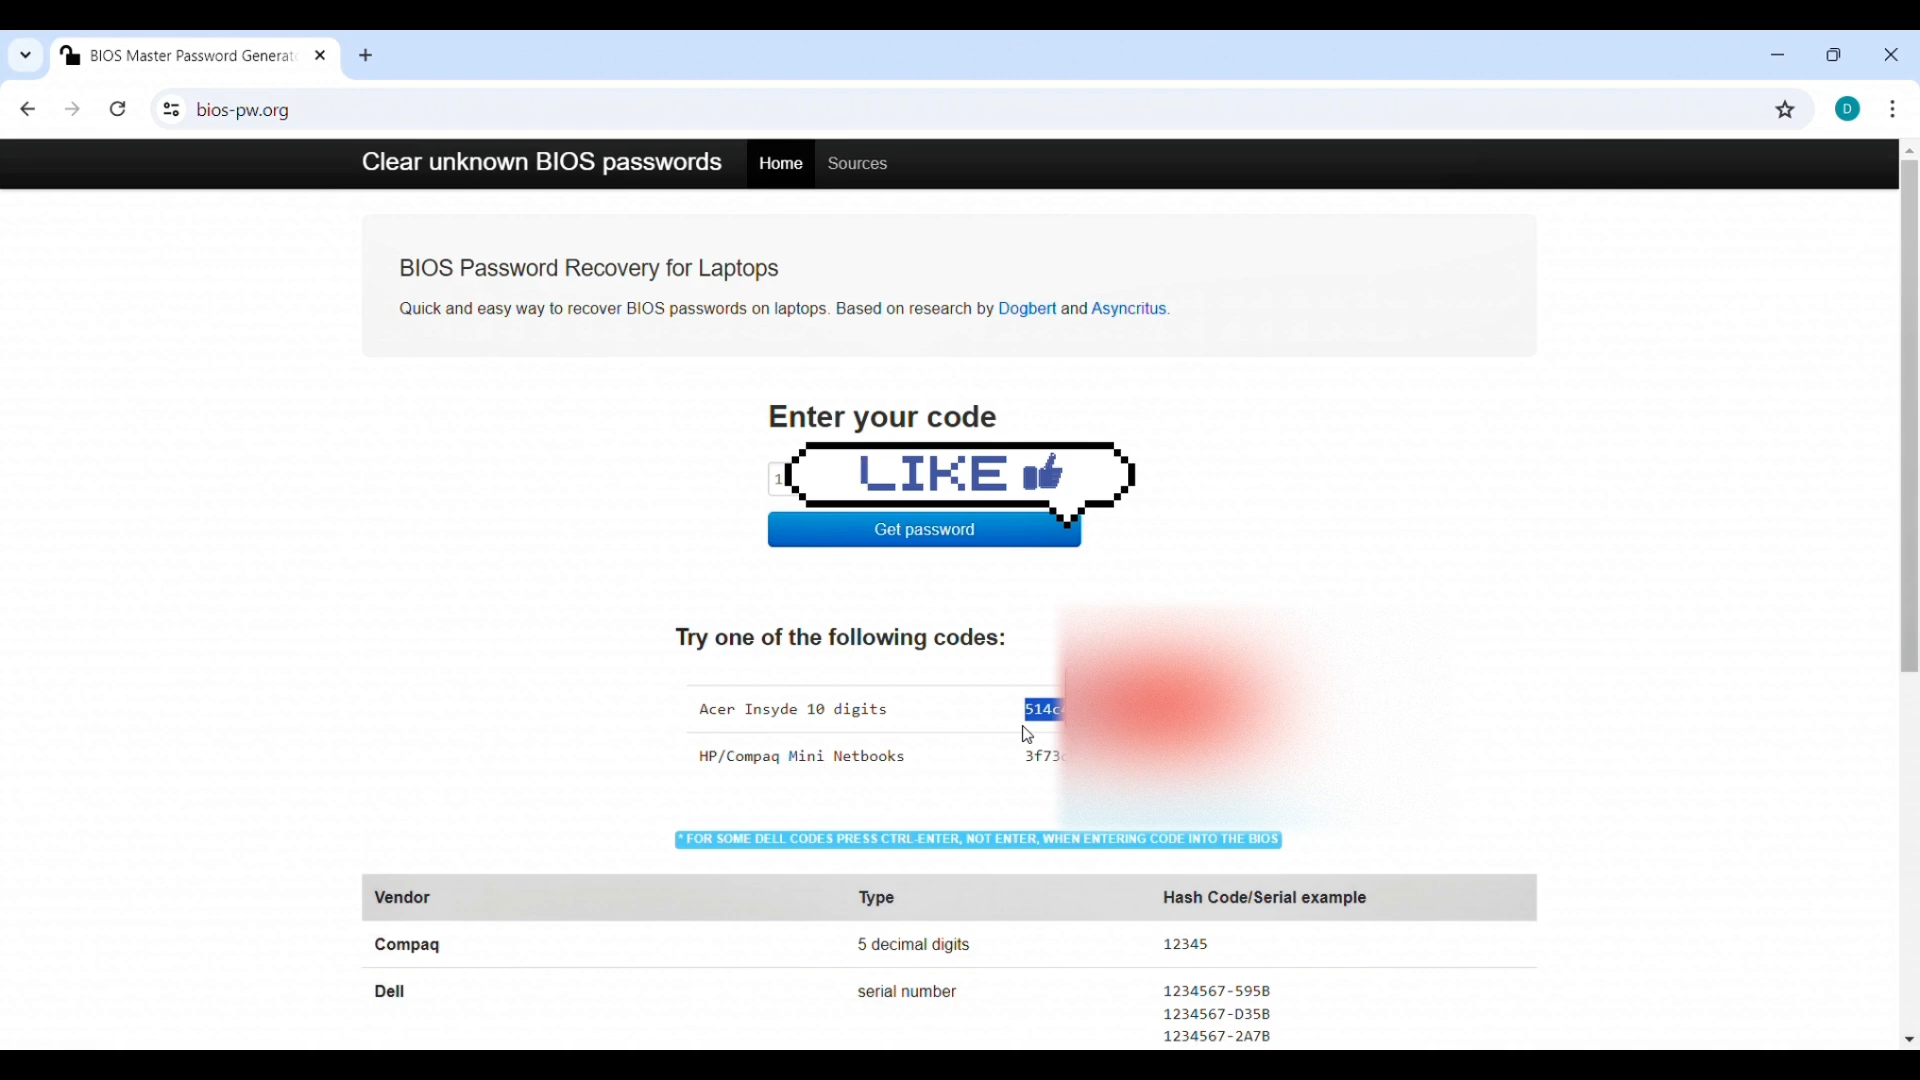 BIOS Master Password Generat
bios-pw.org
D
Clear unknown BIOS passwords Home Sources
BIOS Password Recovery for Laptops
Quick and easy way to recover BIOS passwords on laptops. Based on research by Dogbert and Asyncritus.
Enter your code
1
LIKE
Get password
Try one of the following codes:
Acer Insyde 10 digits 514c
HP/Compaq Mini Netbooks 3f73
* FOR SOME DELL CODES PRESS CTRL-ENTER, NOT ENTER, WHEN ENTERING CODE INTO THE BIOS
Vendor Type Hash Code/Serial example
Compaq 5 decimal digits 12345
Dell serial number 1234567-595B
1234567-D35B
1234567-2A7B